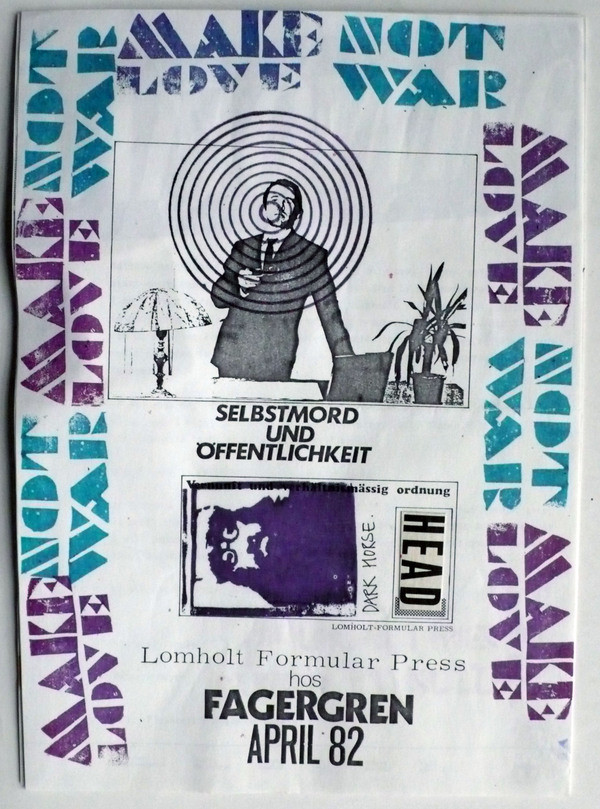 MAKE NOT
LOVE WAR
NOT
WAR
MAKE
LOVE
NOT
WAR
MAKE
LOVE
MAKE
LOVE
NOT
WAR
MAKE
LOVE
SELBSTMORD
UND
ÖFFENTLICHKEIT
Vernunft und verhältnismässig ordnung
DARK HORSE.
HEAD
LOMHOLT-FORMULAR PRESS
Lomholt Formular Press
hos
FAGERGREN
APRIL 82